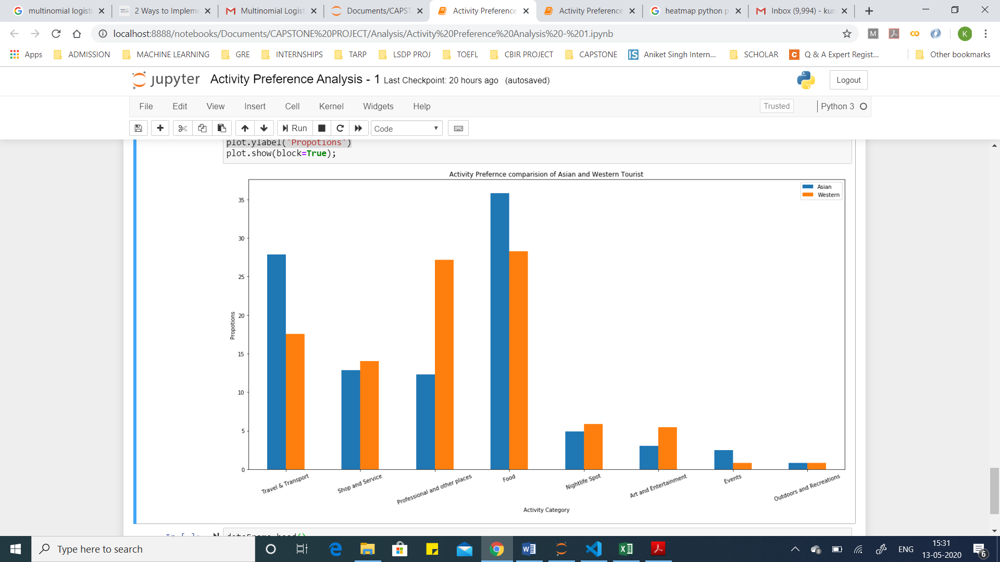 multinomial logisti
2 Ways to Impleme
Multinomial Logist
Documents/CAPST
Activity Preference
Activity Preference
heatmap python p
Inbox (9,994) - kun
localhost:8888/notebooks/Documents/CAPSTONE%20PROJECT/Analysis/Activity%20Preference%20Analysis%20-%201.ipynb
M
K
Apps
ADMISSION
MACHINE LEARNING
GRE
INTERNSHIPS
TARP
LSDP PROJ
TOEFL
CBIR PROJECT
CAPSTONE
IS Aniket Singh Intern...
SCHOLAR
C Q & A Expert Regist...
Other bookmarks
jupyter Activity Preference Analysis - 1 Last Checkpoint: 20 hours ago (autosaved)
Logout
File Edit View Insert Cell Kernel Widgets Help
Trusted
Python 3
Run
Code
plot.ylabel('Propotions')
plot.show(block=True);
Activity Prefernce comparision of Asian and Western Tourist
Asian
Western
35
30
25
20
15
10
5
0
Propotions
Travel & Transport
Shop and Service
Professional and other places
Food
Nightlife Spot
Art and Entertainment
Events
Outdoors and Recreations
Activity Category
Type here to search
ENG
15:31
13-05-2020
6